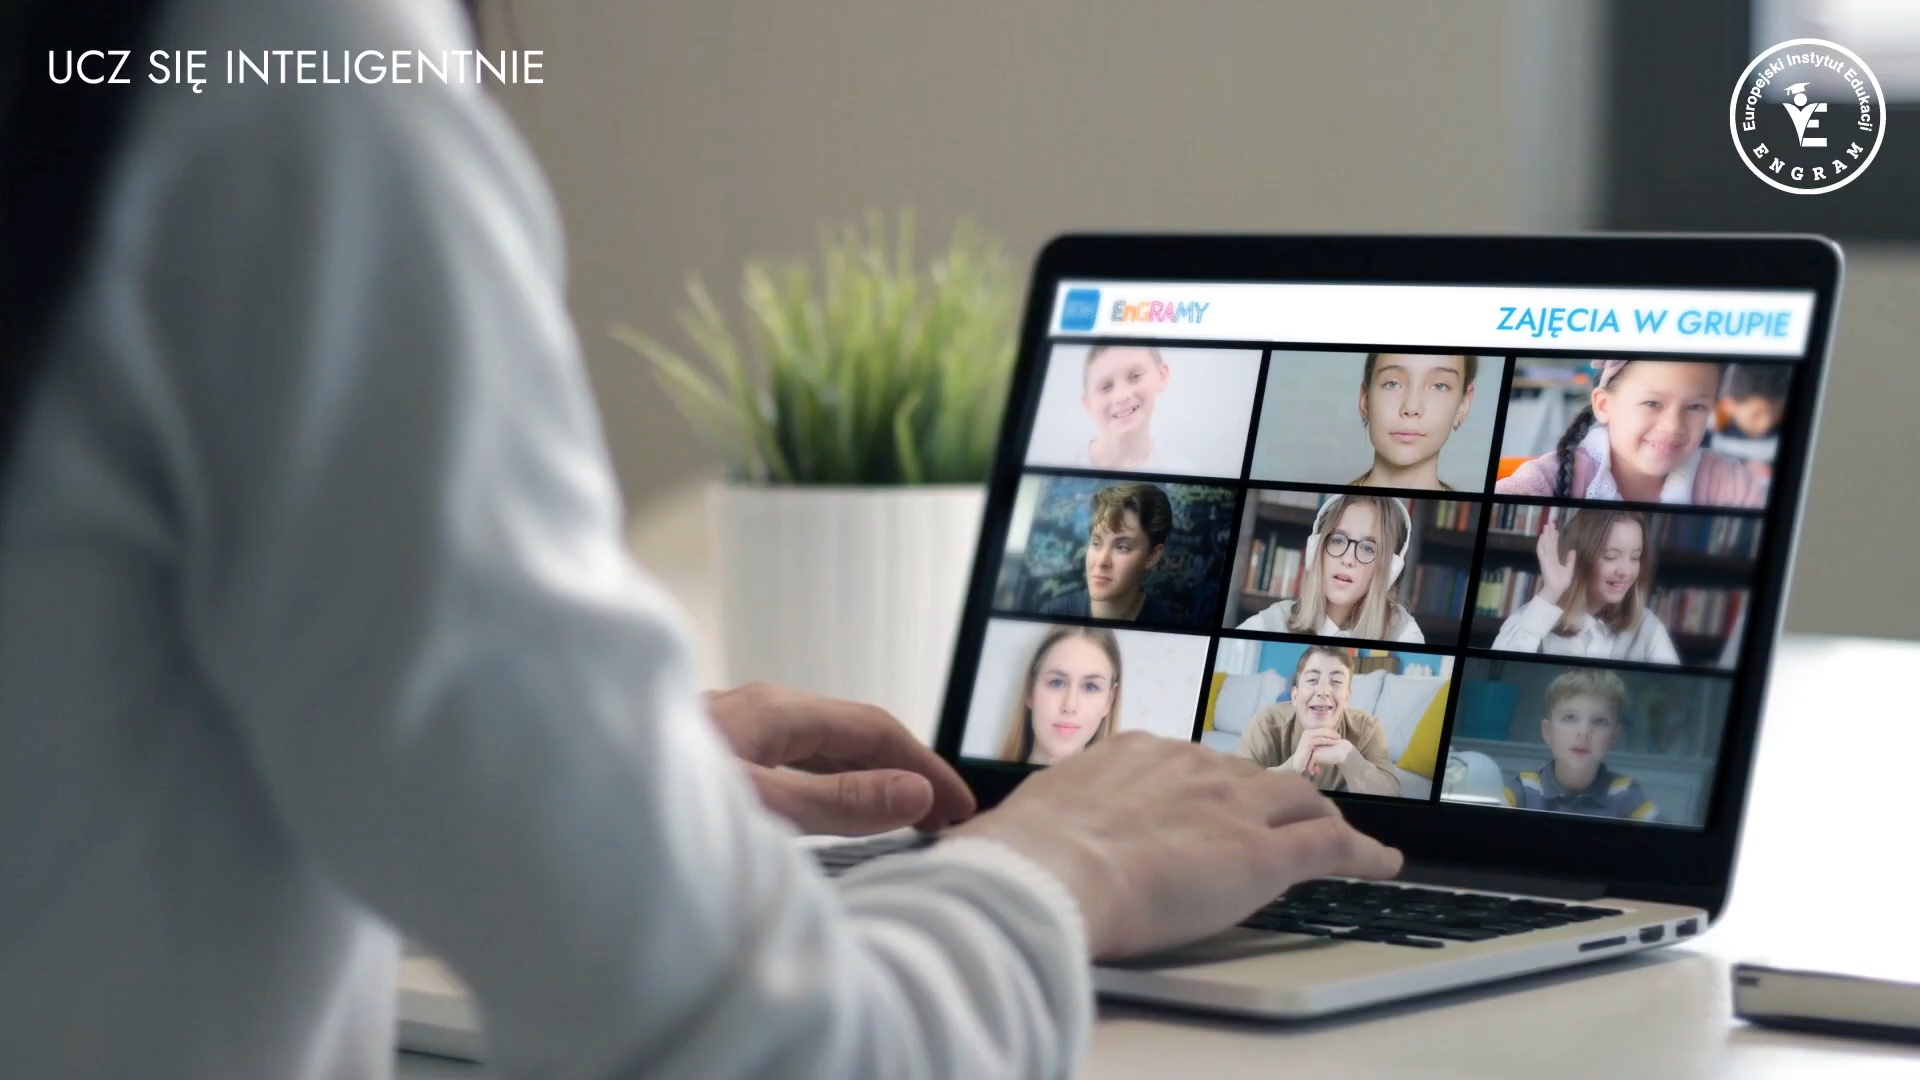 UCZ SIĘ INTELIGENTNIE
Europejski Instytut Edukacji
ENGRAM
EnGRAMY
ZAJĘCIA W GRUPIE